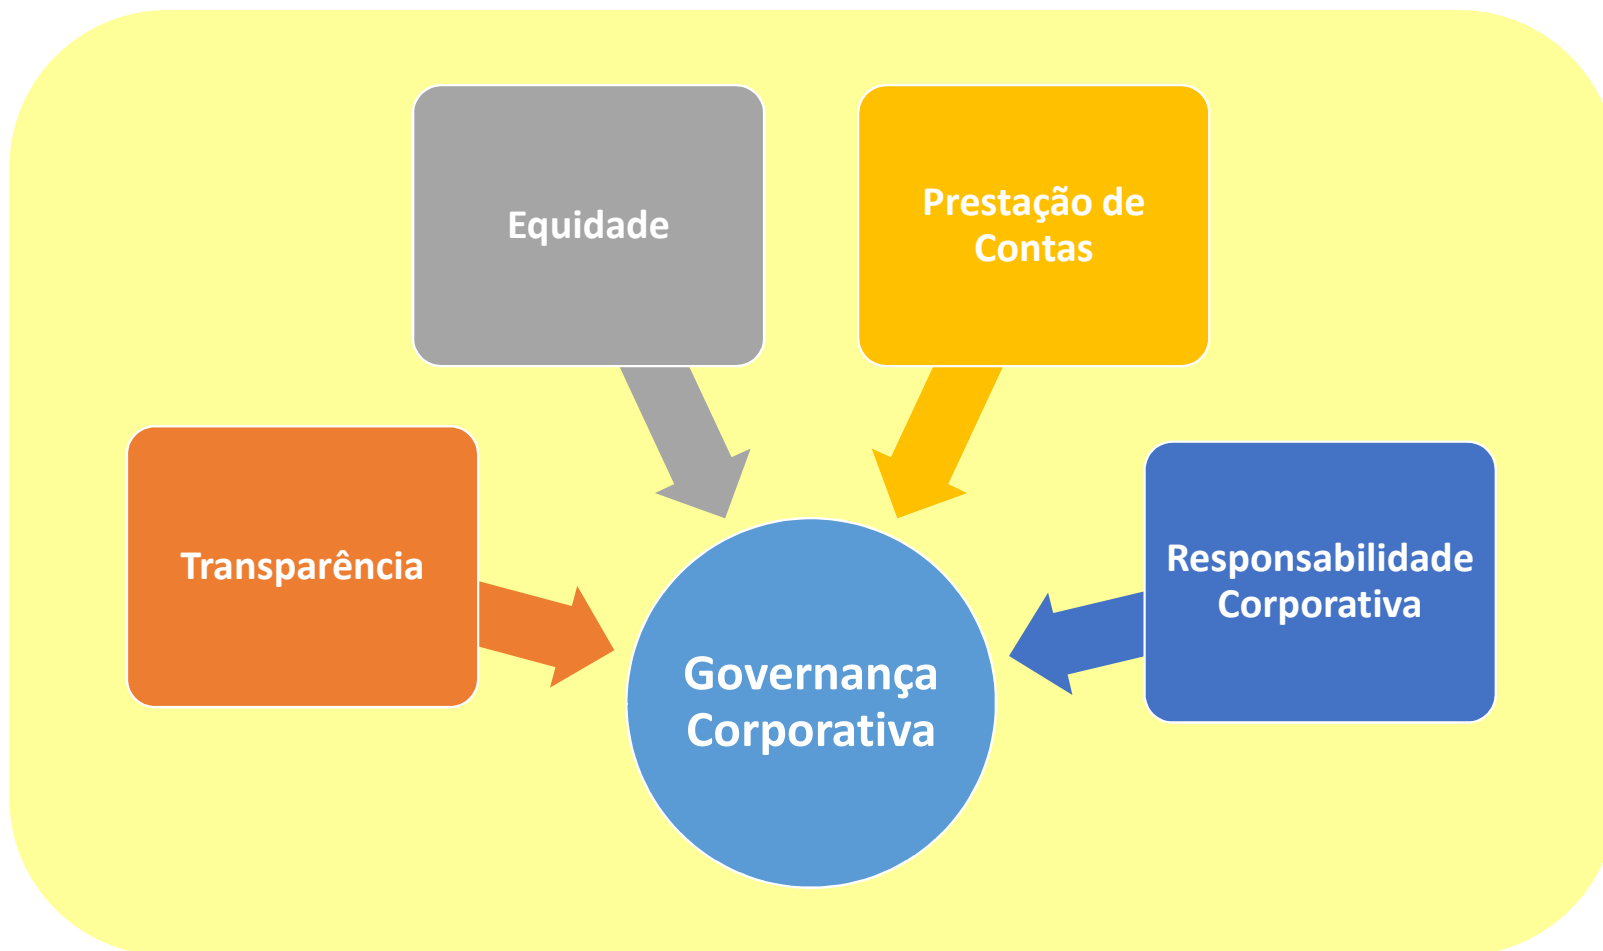 Equidade
Prestação de
Contas
Transparência
Responsabilidade
Corporativa
Governança
Corporativa